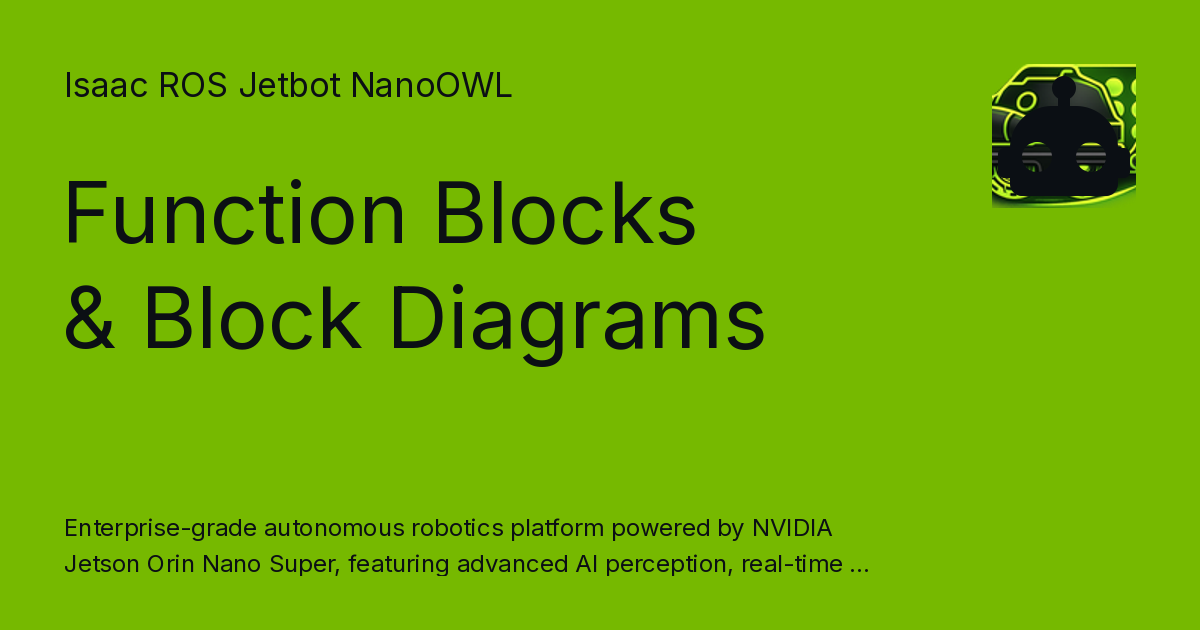 Isaac ROS Jetbot NanoOWL
Function Blocks
& Block Diagrams
Enterprise-grade autonomous robotics platform powered by NVIDIA
Jetson Orin Nano Super, featuring advanced AI perception, real-time ...